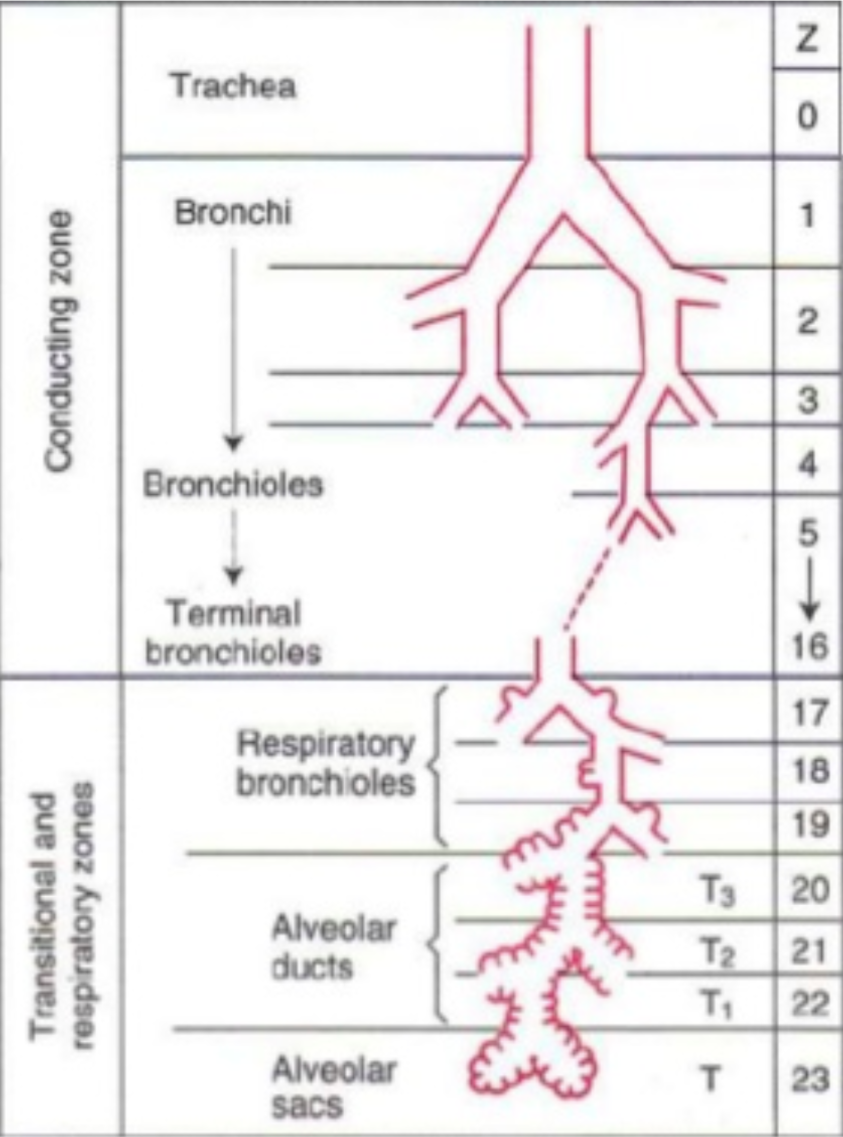 Z
Trachea
0
Conducting zone
Bronchi
1
2
3
4
Bronchioles
5
Terminal
bronchioles
16
Transitional and
respiratory zones
17
Respiratory
bronchioles
18
19
T3 20
Alveolar
ducts
T2 21
T1 22
Alveolar
sacs
T 23